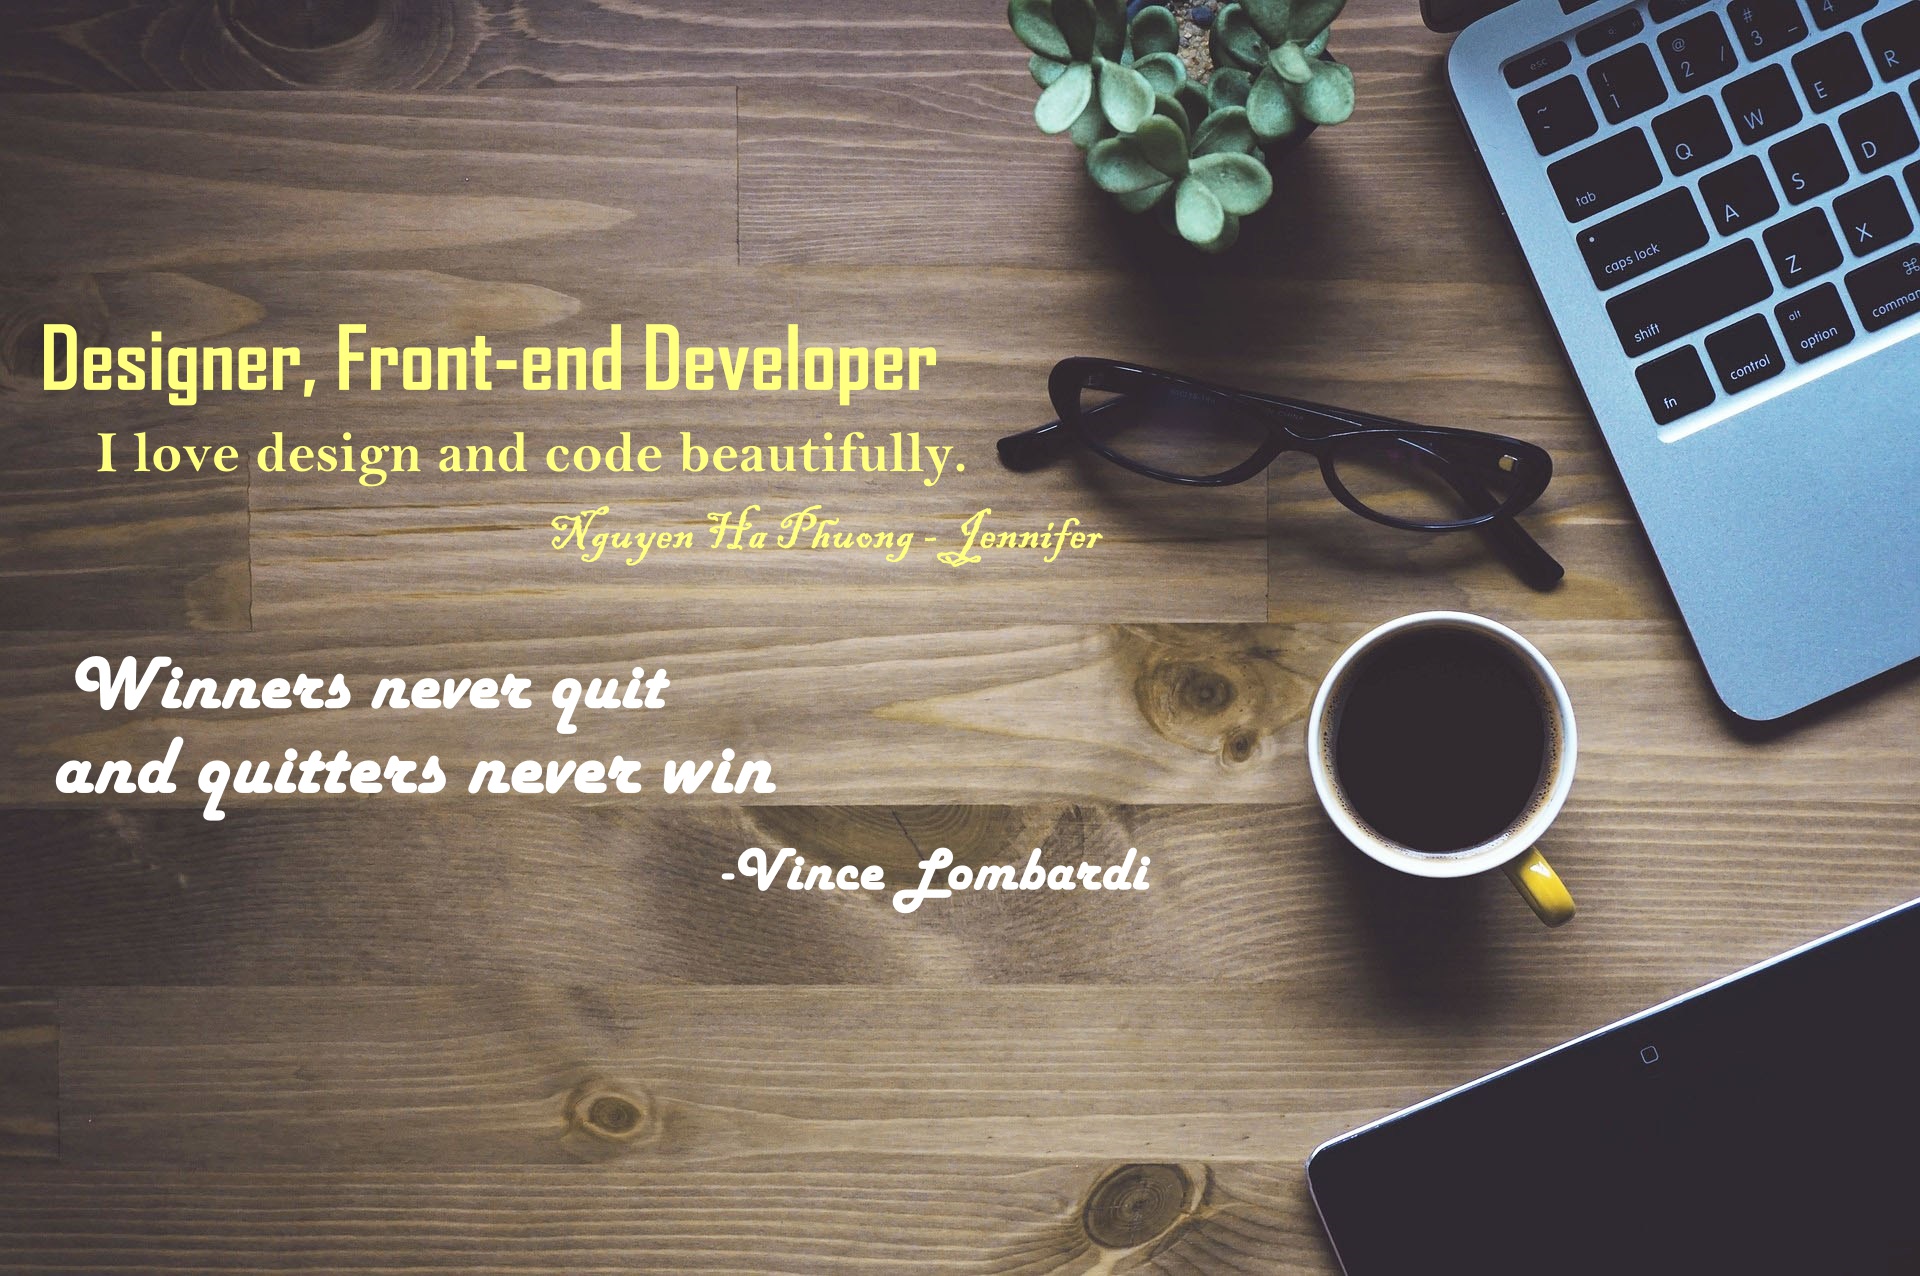 Designer, Front-end Developer
I love design and code beautifully.
Nguyen Ha Phuong - Jennifer
Winners never quit
and quitters never win
-Vince Lombardi
esc
~ ! 1 @ 2 / # 3 _ 4
tab Q W E R
caps lock A S D
shift Z X
fn control alt option ⌘ comman